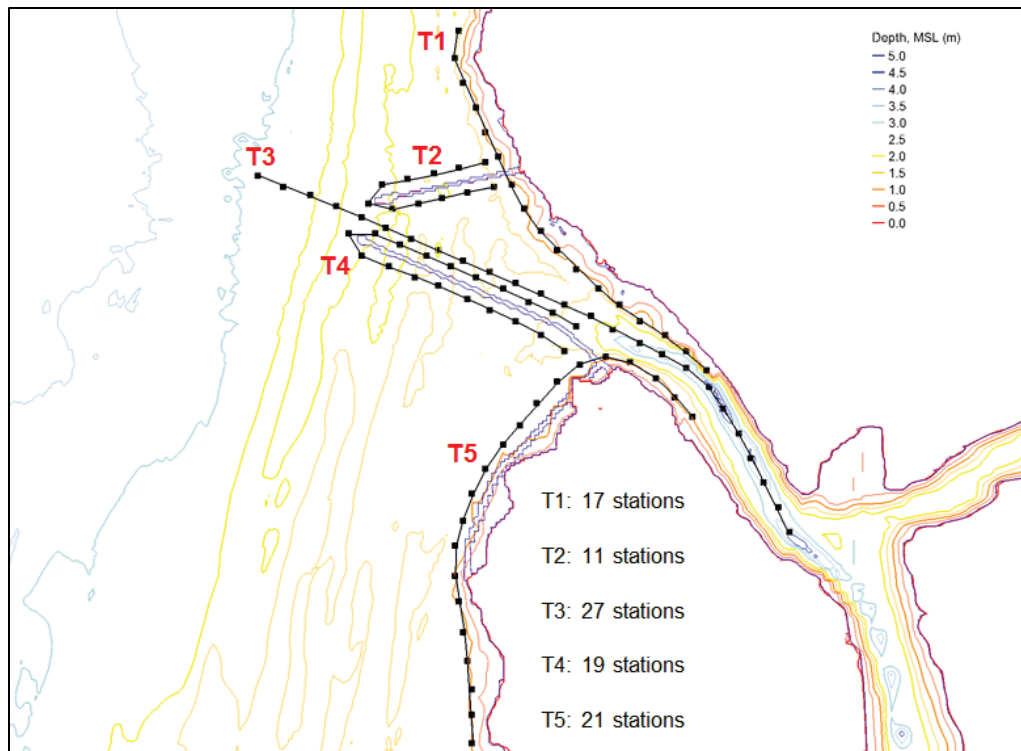 T1
Depth, MSL (m)
5.0
4.5
4.0
3.5
3.0
2.5
2.0
1.5
1.0
0.5
0.0
T2
T3
T4
T5
T1: 17 stations
T2: 11 stations
T3: 27 stations
T4: 19 stations
T5: 21 stations